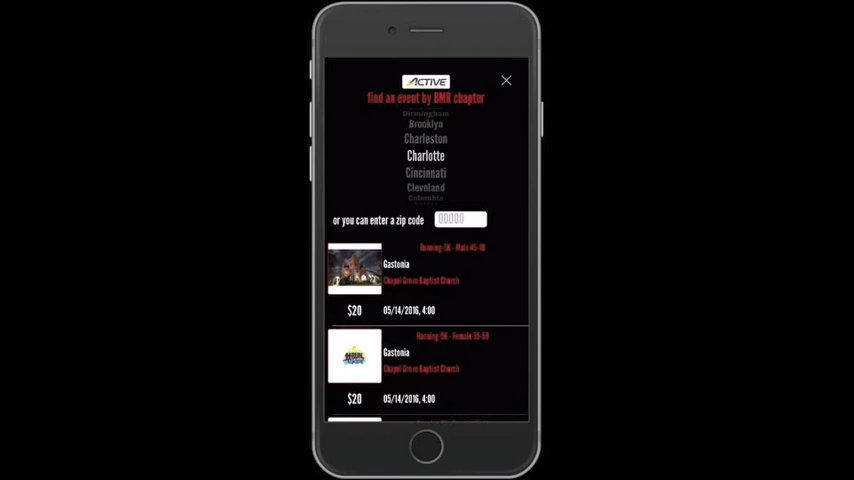 ACTIVE
find an event by BMR chapter
Birmingham
Brooklyn
Charleston
Charlotte
Cincinnati
Cleveland
Columbia
or you can enter a zip code 00000
Running-5K - Male 45-49
Gastonia
Chapel Grove Baptist Church
$20 05/14/2016, 4:00
Running-5K - Female 55-59
Gastonia
Chapel Grove Baptist Church
$20 05/14/2016, 4:00